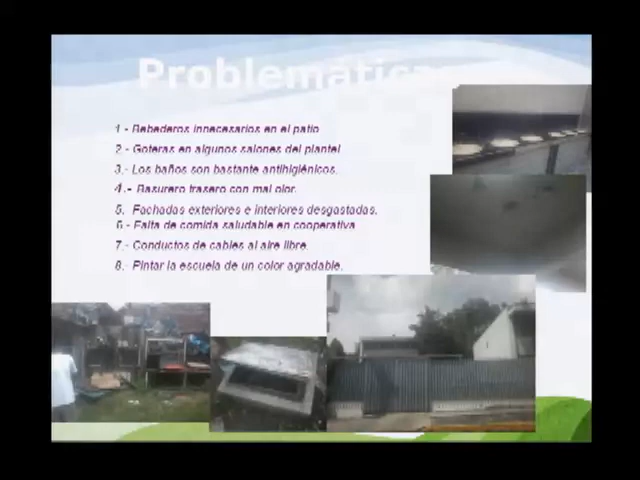 Problematica
1.- Bebederos innecesarios en el patio
2.- Goteras en algunos salones del plantel
3.- Los baños son bastante antihigiénicos.
4.- Basurero trasero con mal olor.
5. Fachadas exteriores e interiores desgastadas.
6.- Falta de comida saludable en cooperativa
7.- Conductos de cables al aire libre.
8. Pintar la escuela de un color agradable.